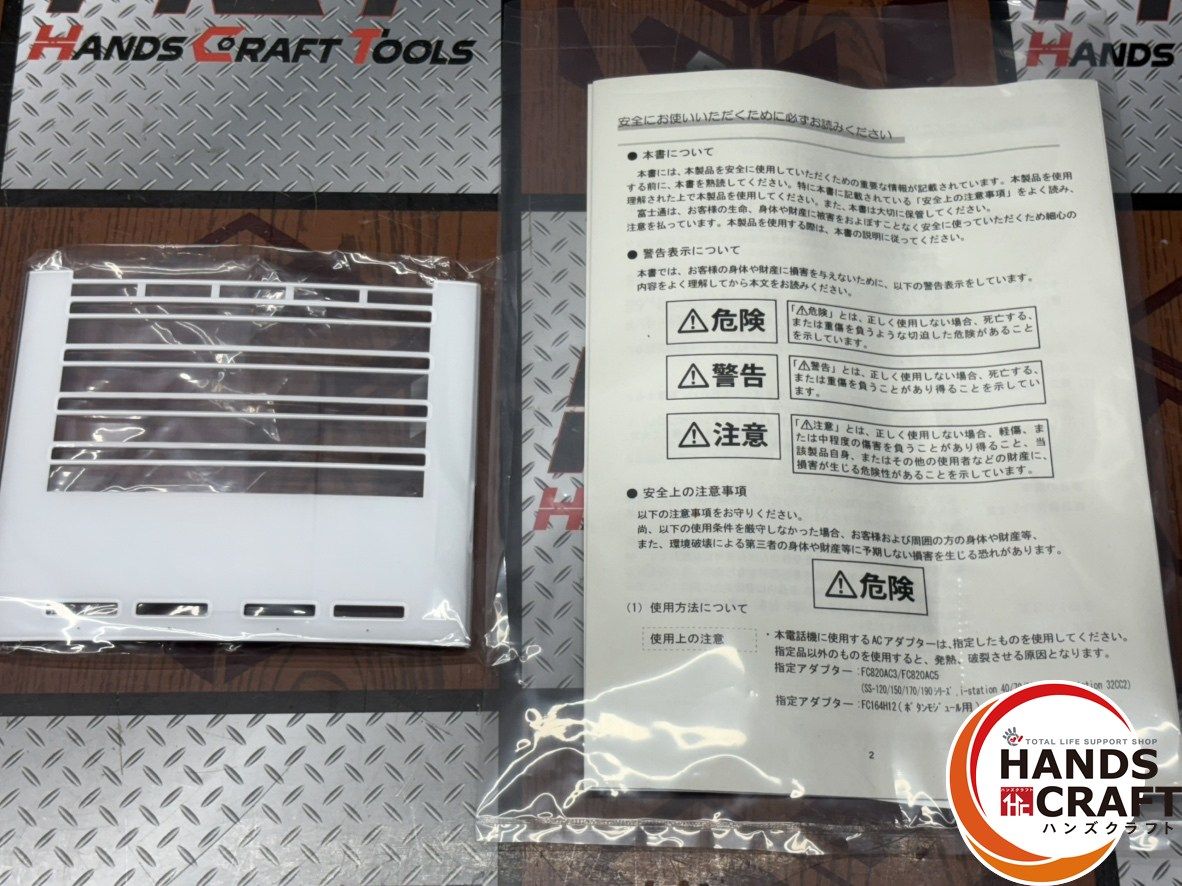 HANDS CRAFT TOOLS
HANDS
安全にお使いいただくために必ずお読みください
● 本書について
本書には、本製品を安全に使用していただくための重要な情報が記載されています。本製品を使用
する前に、本書を熟読してください。特に本書に記載されている「安全上の注意事項」をよく読み、
理解された上で本製品を使用してください。また、本書は大切に保管してください。
富士通は、お客様の生命、身体や財産に被害をおよぼすことなく安全に使っていただくため細心の
注意を払っています。本製品を使用する際は、本書の説明に従ってください。
● 警告表示について
本書では、お客様の身体や財産に損害を与えないために、以下の警告表示をしています。
内容をよく理解してから本文をお読みください。
⚠危険
「⚠危険」とは、正しく使用しない場合、死亡する、
または重傷を負うような切迫した危険があること
を示しています。
⚠警告
「⚠警告」とは、正しく使用しない場合、死亡する、
または重傷を負うことがあり得ることを示してい
ます。
⚠注意
「⚠注意」とは、正しく使用しない場合、軽傷、ま
たは中程度の傷害を負うことがあり得ること、当
該製品自身、またはその他の使用者などの財産に、
損害が生じる危険性があることを示しています。
● 安全上の注意事項
以下の注意事項をお守りください。
尚、以下の使用条件を厳守しなかった場合、お客様および周囲の方の身体や財産等、
また、環境破壊による第三者の身体や財産等に予期しない損害を生じる恐れがあります。
⚠危険
(1) 使用方法について
使用上の注意
・本電話機に使用するACアダプターは、指定したものを使用してください。
指定品以外のものを使用すると、発熱、破裂させる原因となります。
指定アダプター：FC820AC3/FC820AC5
(SS-120/150/170/190ｼﾘｰｽﾞ, i-station 40/70 32CC2)
指定アダプター：FC164H12(ﾎﾞﾀﾝﾓｼﾞｭｰﾙ用)
2
TOTAL LIFE SUPPORT SHOP
HANDS
ハンズクラフト
CRAFT
ハンズクラフト